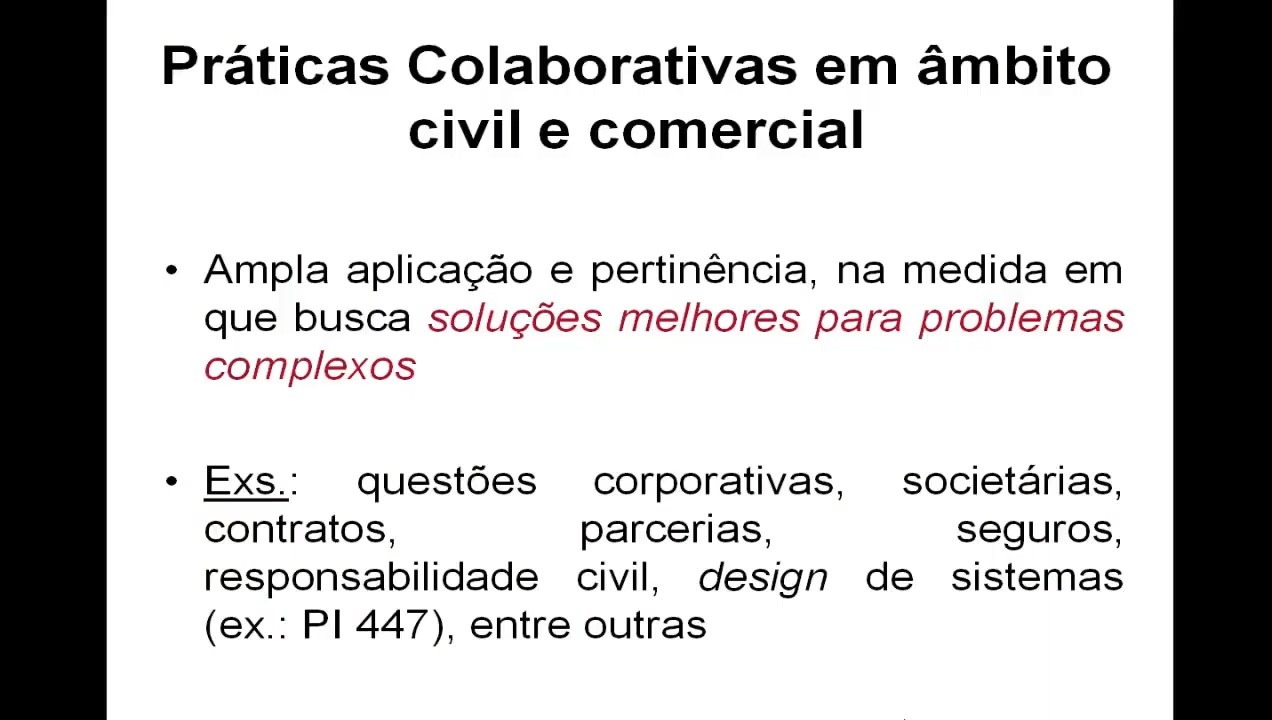 Práticas Colaborativas em âmbito
civil e comercial
• Ampla aplicação e pertinência, na medida em
que busca soluções melhores para problemas
complexos
• Exs.: questões corporativas, societárias,
contratos, parcerias, seguros,
responsabilidade civil, design de sistemas
(ex.: PI 447), entre outras